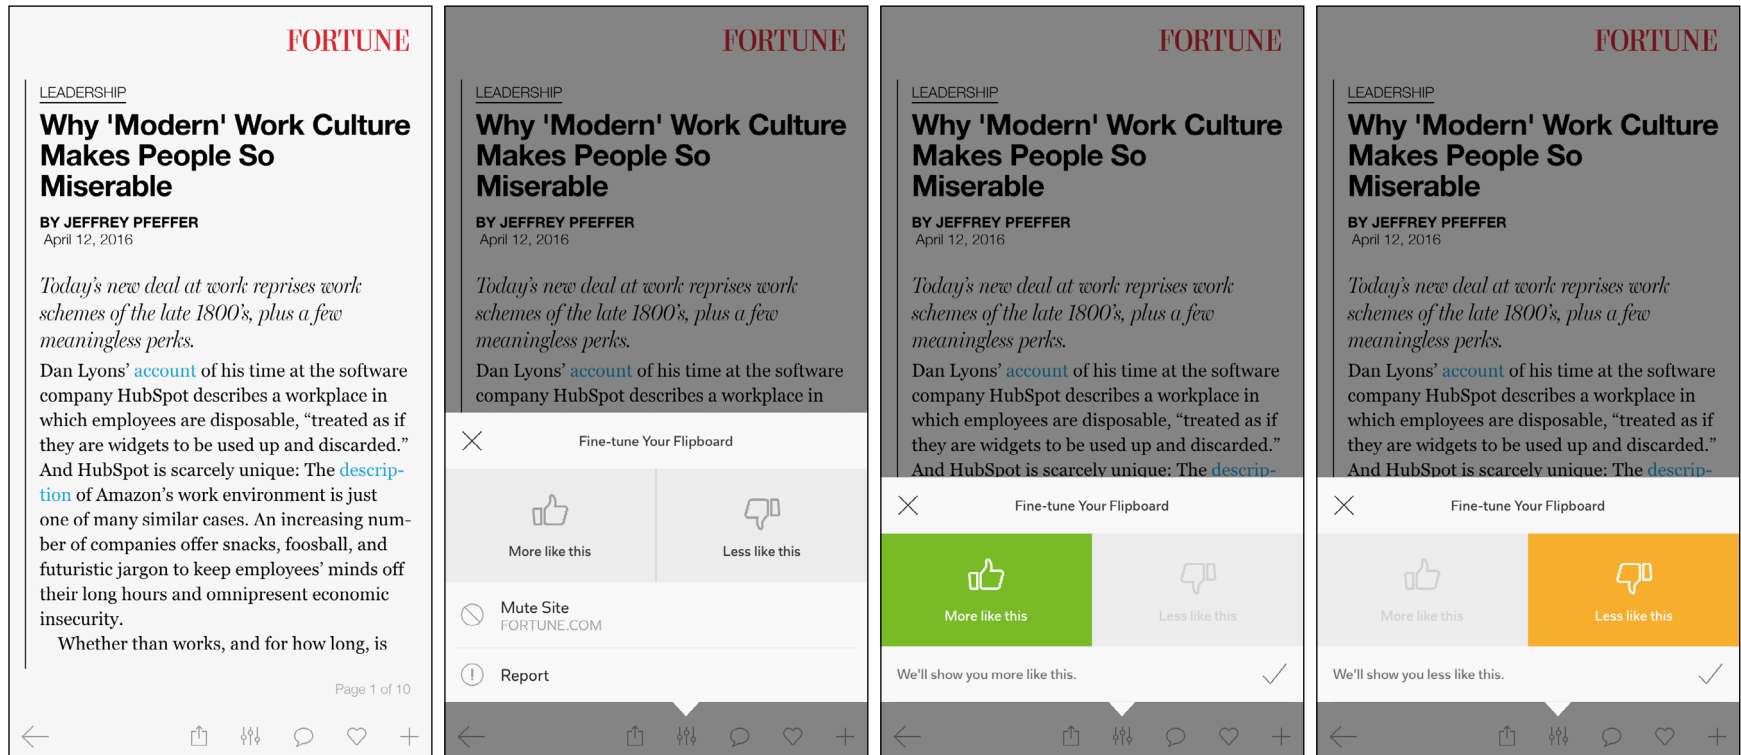 FORTUNE
LEADERSHIP
Why 'Modern' Work Culture
Makes People So
Miserable
BY JEFFREY PFEFFER
April 12, 2016
Today’s new deal at work reprises work
schemes of the late 1800’s, plus a few
meaningless perks.
Dan Lyons’ account of his time at the software
company HubSpot describes a workplace in
which employees are disposable, “treated as if
they are widgets to be used up and discarded.”
And HubSpot is scarcely unique: The descrip-
tion of Amazon’s work environment is just
one of many similar cases. An increasing num-
ber of companies offer snacks, foosball, and
futuristic jargon to keep employees’ minds off
their long hours and omnipresent economic
insecurity.
Whether than works, and for how long, is
Page 1 of 10
FORTUNE
LEADERSHIP
Why 'Modern' Work Culture
Makes People So
Miserable
BY JEFFREY PFEFFER
April 12, 2016
Today’s new deal at work reprises work
schemes of the late 1800’s, plus a few
meaningless perks.
Dan Lyons’ account of his time at the software
company HubSpot describes a workplace in
Fine-tune Your Flipboard
More like this
Less like this
Mute Site
FORTUNE.COM
Report
FORTUNE
LEADERSHIP
Why 'Modern' Work Culture
Makes People So
Miserable
BY JEFFREY PFEFFER
April 12, 2016
Today’s new deal at work reprises work
schemes of the late 1800’s, plus a few
meaningless perks.
Dan Lyons’ account of his time at the software
company HubSpot describes a workplace in
which employees are disposable, “treated as if
they are widgets to be used up and discarded.”
And HubSpot is scarcely unique: The descrip-
Fine-tune Your Flipboard
More like this
Less like this
We'll show you more like this.
FORTUNE
LEADERSHIP
Why 'Modern' Work Culture
Makes People So
Miserable
BY JEFFREY PFEFFER
April 12, 2016
Today’s new deal at work reprises work
schemes of the late 1800’s, plus a few
meaningless perks.
Dan Lyons’ account of his time at the software
company HubSpot describes a workplace in
which employees are disposable, “treated as if
they are widgets to be used up and discarded.”
And HubSpot is scarcely unique: The descrip-
Fine-tune Your Flipboard
More like this
Less like this
We'll show you less like this.